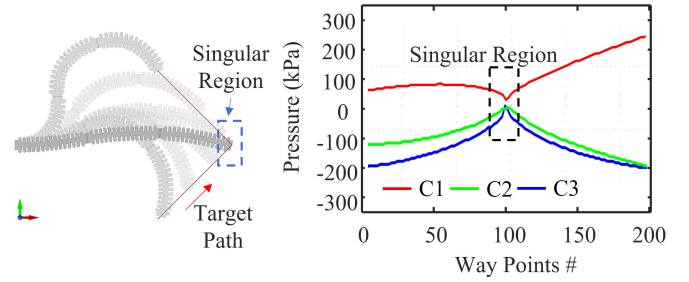 Singular
Region
Target
Path
Pressure (kPa)
300
200
100
0
-100
-200
-300
Singular Region
C1 C2 C3
0 50 100 150 200
Way Points #